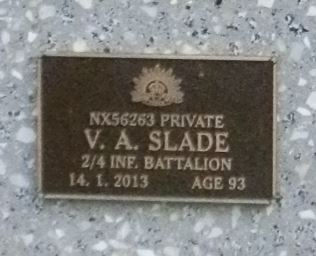 NX56263 PRIVATE
V. A. SLADE
2/4 INF. BATTALION
14. 1. 2013 AGE 93